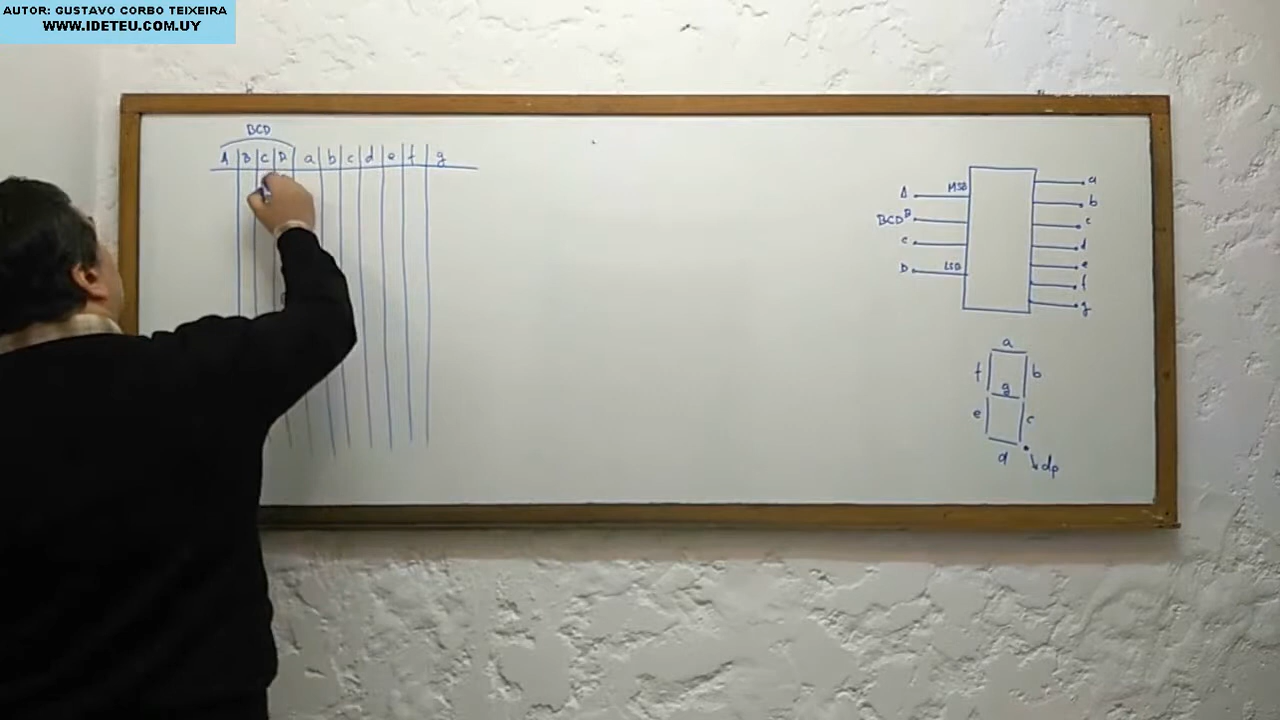 AUTOR: GUSTAVO CORBO TEIXEIRA
WWW.IDETEU.COM.UY
BCD
A B C D a b c d e f g
A MSB a
b
BCD B c
c d
D LSB e
f
g
a
f b
g
e c
d dp